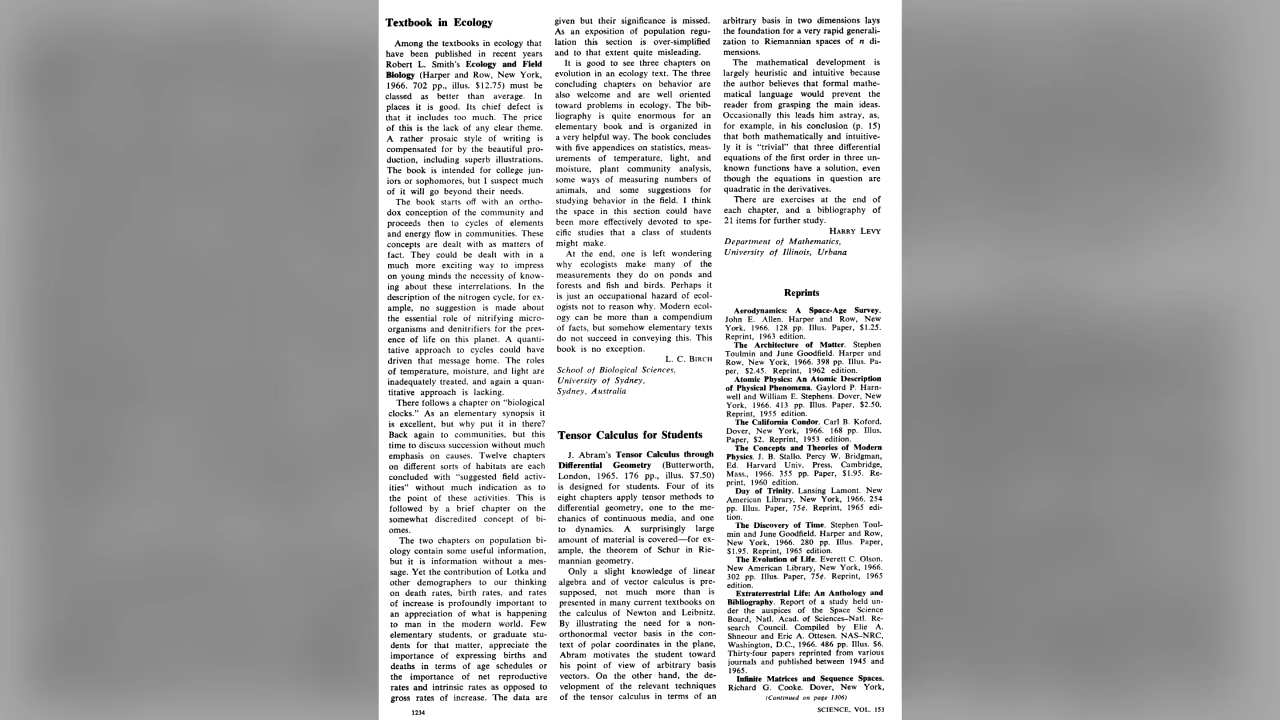 Textbook in Ecology
Among the textbooks in ecology that
have been published in recent years
Robert L. Smith's Ecology and Field
Biology (Harper and Row, New York,
1966. 702 pp., illus. $12.75) must be
classed as better than average. In
places it is good. Its chief defect is
that it includes too much. The price
of this is the lack of any clear theme.
A rather prosaic style of writing is
compensated for by the beautiful pro-
duction, including superb illustrations.
The book is intended for college jun-
iors or sophomores, but I suspect much
of it will go beyond their needs.
The book starts off with an ortho-
dox conception of the community and
proceeds then to cycles of elements
and energy flow in communities. These
concepts are dealt with as matters of
fact. They could be dealt with in a
much more exciting way to impress
on young minds the necessity of know-
ing about these interrelations. In the
description of the nitrogen cycle, for ex-
ample, no suggestion is made about
the essential role of nitrifying micro-
organisms and denitrifiers for the pres-
ence of life on this planet. A quanti-
tative approach to cycles could have
driven that message home. The roles
of temperature, moisture, and light are
inadequately treated, and again a quan-
titative approach is lacking.
There follows a chapter on "biological
clocks." As an elementary synopsis it
is excellent, but why put it in there?
Back again to communities, but this
time to discuss succession without much
emphasis on causes. Twelve chapters
on different sorts of habitats are each
concluded with "suggested field activ-
ities" without much indication as to
the point of these activities. This is
followed by a brief chapter on the
somewhat discredited concept of bi-
omes.
The two chapters on population bi-
ology contain some useful information,
but it is information without a mes-
sage. Yet the contribution of Lotka and
other demographers to our thinking
on death rates, birth rates, and rates
of increase is profoundly important to
an appreciation of what is happening
to man in the modern world. Few
elementary students, or graduate stu-
dents for that matter, appreciate the
importance of expressing births and
deaths in terms of age schedules or
the importance of net reproductive
rates and intrinsic rates as opposed to
gross rates of increase. The data are
given but their significance is missed.
As an exposition of population regu-
lation this section is over-simplified
and to that extent quite misleading.
It is good to see three chapters on
evolution in an ecology text. The three
concluding chapters on behavior are
also welcome and are well oriented
toward problems in ecology. The bib-
liography is quite enormous for an
elementary book and is organized in
a very helpful way. The book concludes
with five appendices on statistics, meas-
urements of temperature, light, and
moisture, plant community analysis,
some ways of measuring numbers of
animals, and some suggestions for
studying behavior in the field. I think
the space in this section could have
been more effectively devoted to spe-
cific studies that a class of students
might make.
At the end, one is left wondering
why ecologists make many of the
measurements they do on ponds and
forests and fish and birds. Perhaps it
is just an occupational hazard of ecol-
ogists not to reason why. Modern ecol-
ogy can be more than a compendium
of facts, but somehow elementary texts
do not succeed in conveying this. This
book is no exception.
L. C. BIRCH
School of Biological Sciences,
University of Sydney,
Sydney, Australia
Tensor Calculus for Students
J. Abram's Tensor Calculus through
Differential Geometry (Butterworth,
London, 1965. 176 pp., illus. $7.50)
is designed for students. Four of its
eight chapters apply tensor methods to
differential geometry, one to the me-
chanics of continuous media, and one
to dynamics. A surprisingly large
amount of material is covered—for ex-
ample, the theorem of Schur in Rie-
mannian geometry.
Only a slight knowledge of linear
algebra and of vector calculus is pre-
supposed, not much more than is
presented in many current textbooks on
the calculus of Newton and Leibnitz.
By illustrating the need for a non-
orthonormal vector basis in the con-
text of polar coordinates in the plane,
Abram motivates the student toward
his point of view of arbitrary basis
vectors. On the other hand, the de-
velopment of the relevant techniques
of the tensor calculus in terms of an
arbitrary basis in two dimensions lays
the foundation for a very rapid generali-
zation to Riemannian spaces of n di-
mensions.
The mathematical development is
largely heuristic and intuitive because
the author believes that formal mathe-
matical language would prevent the
reader from grasping the main ideas.
Occasionally this leads him astray, as,
for example, in his conclusion (p. 15)
that both mathematically and intuitive-
ly it is "trivial" that three differential
equations of the first order in three un-
known functions have a solution, even
though the equations in question are
quadratic in the derivatives.
There are exercises at the end of
each chapter, and a bibliography of
21 items for further study.
HARRY LEVY
Department of Mathematics,
University of Illinois, Urbana
Reprints
Aerodynamics: A Space-Age Survey.
John E. Allen. Harper and Row, New
York, 1966. 128 pp. Illus. Paper, $1.25.
Reprint, 1963 edition.
The Architecture of Matter. Stephen
Toulmin and June Goodfield. Harper and
Row, New York, 1966. 398 pp. Illus. Pa-
per, $2.45. Reprint, 1962 edition.
Atomic Physics: An Atomic Description
of Physical Phenomena. Gaylord P. Harn-
well and William E. Stephens. Dover, New
York, 1966. 413 pp. Illus. Paper, $2.50.
Reprint, 1955 edition.
The California Condor. Carl B. Koford.
Dover, New York, 1966. 168 pp. Illus.
Paper, $2. Reprint, 1953 edition.
The Concepts and Theories of Modern
Physics. J. B. Stallo. Percy W. Bridgman,
Ed. Harvard Univ. Press. Cambridge,
Mass., 1966. 355 pp. Paper, $1.95. Re-
print, 1960 edition.
Day of Trinity. Lansing Lamont. New
American Library, New York, 1966. 254
pp. Illus. Paper, 75¢. Reprint, 1965 edi-
tion.
The Discovery of Time. Stephen Toul-
min and June Goodfield. Harper and Row,
New York, 1966. 280 pp. Illus. Paper,
$1.95. Reprint, 1965 edition.
The Evolution of Life. Everett C. Olson.
New American Library, New York, 1966.
302 pp. Illus. Paper, 75¢. Reprint, 1965
edition.
Extraterrestrial Life: An Anthology and
Bibliography. Report of a study held un-
der the auspices of the Space Science
Board, Natl. Acad. of Sciences–Natl. Re-
search Council. Compiled by Elie A.
Shneour and Eric A. Ottesen. NAS–NRC,
Washington, D.C., 1966. 486 pp. Illus. $6.
Thirty-four papers reprinted from various
journals and published between 1945 and
1965.
Infinite Matrices and Sequence Spaces.
Richard G. Cooke. Dover, New York,
(Continued on page 1306)
1234
SCIENCE, VOL. 153